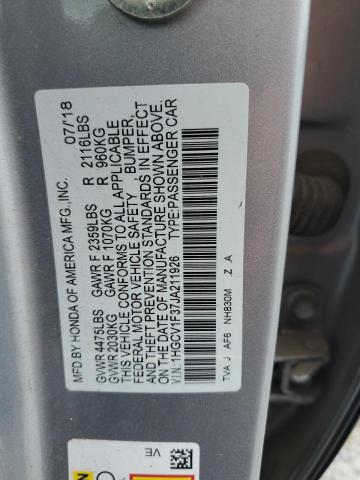 MFD BY HONDA OF AMERICA MFG.,INC. 07/'18
GVWR 4475LBS GAWR F 2359LBS R 2116LBS
GVWR 2030KG GAWR F 1070KG R 960KG
THIS VEHICLE CONFORMS TO ALL APPLICABLE
FEDERAL MOTOR VEHICLE SAFETY, BUMPER,
AND THEFT PREVENTION STANDARDS IN EFFECT
ON THE DATE OF MANUFACTURE SHOWN ABOVE.
V.I.N:1HGCV1F37JA211926 TYPE:PASSENGER CAR
TVA J AF6 NH830M Z A
VE